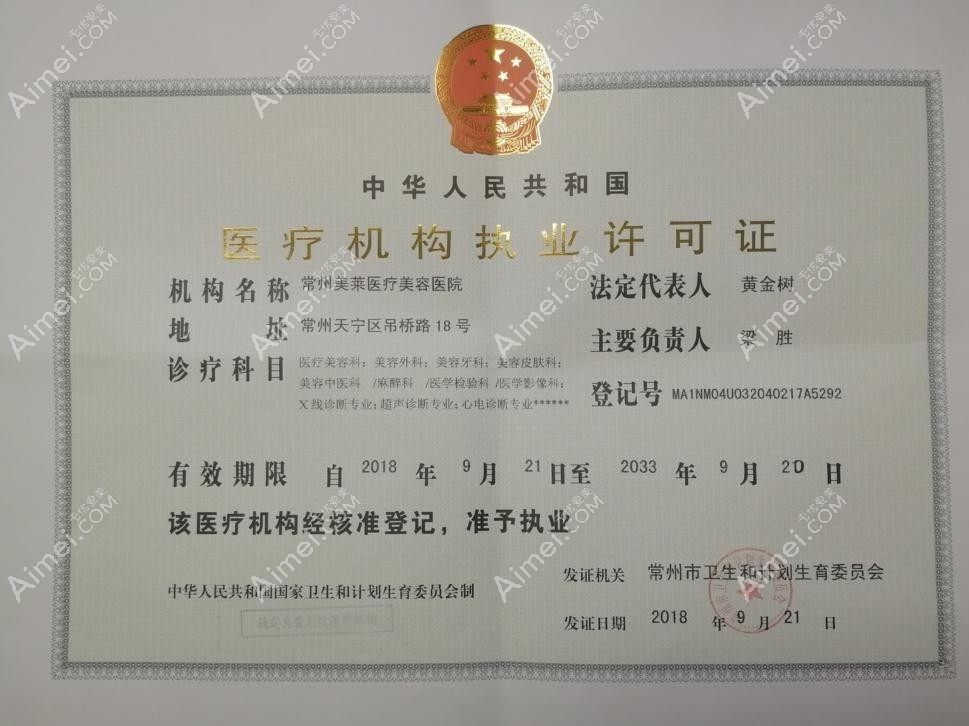 中华人民共和国
医疗机构执业许可证
机构名称 常州美莱医疗美容医院
法定代表人 黄金树
地址 常州天宁区吊桥路18号
主要负责人 梁胜
诊疗科目 医疗美容科；美容外科；美容牙科；美容皮肤科；
美容中医科 /麻醉科 /医学检验科 /医学影像科：
X线诊断专业；超声诊断专业；心电诊断专业******
登记号 MA1NM04U032040217A5292
有效期限 自 2018 年 9 月 21 日至 2033 年 9 月 20 日
该医疗机构经核准登记，准予执业
中华人民共和国国家卫生和计划生育委员会制
发证机关 常州市卫生和计划生育委员会
发证日期 2018 年 9 月 21 日
Aimei.COM